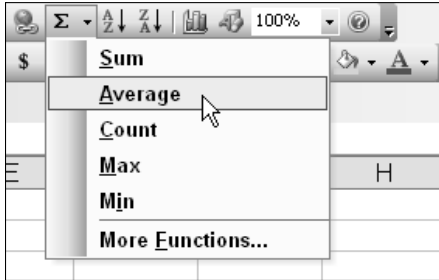 Σ A Z Z A 100%
$ Sum A
Average
Count
E Max H
Min
More Functions...